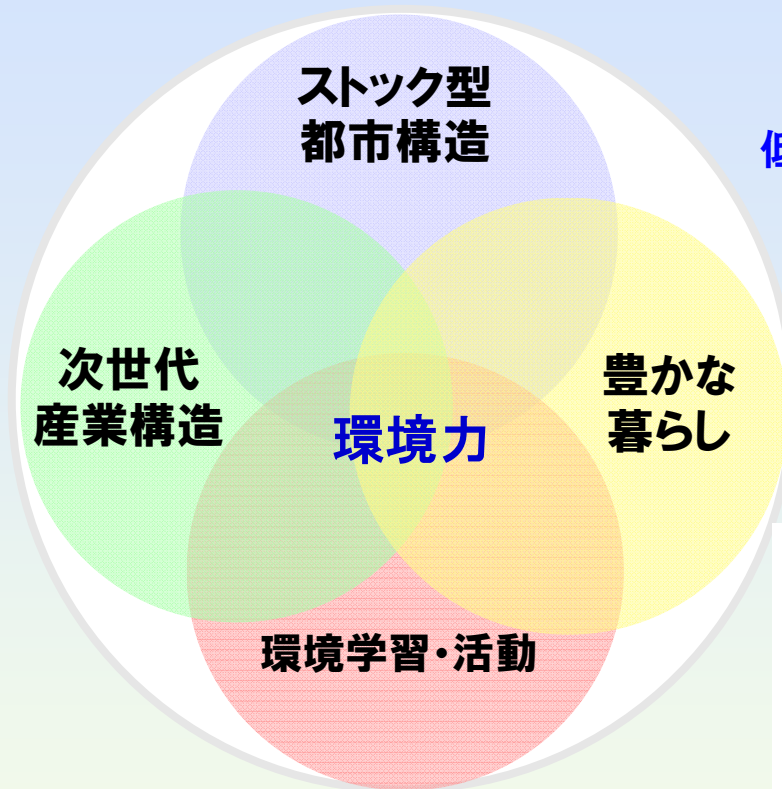 ストック型
都市構造
次世代
産業構造
豊かな
暮らし
環境力
環境学習・活動